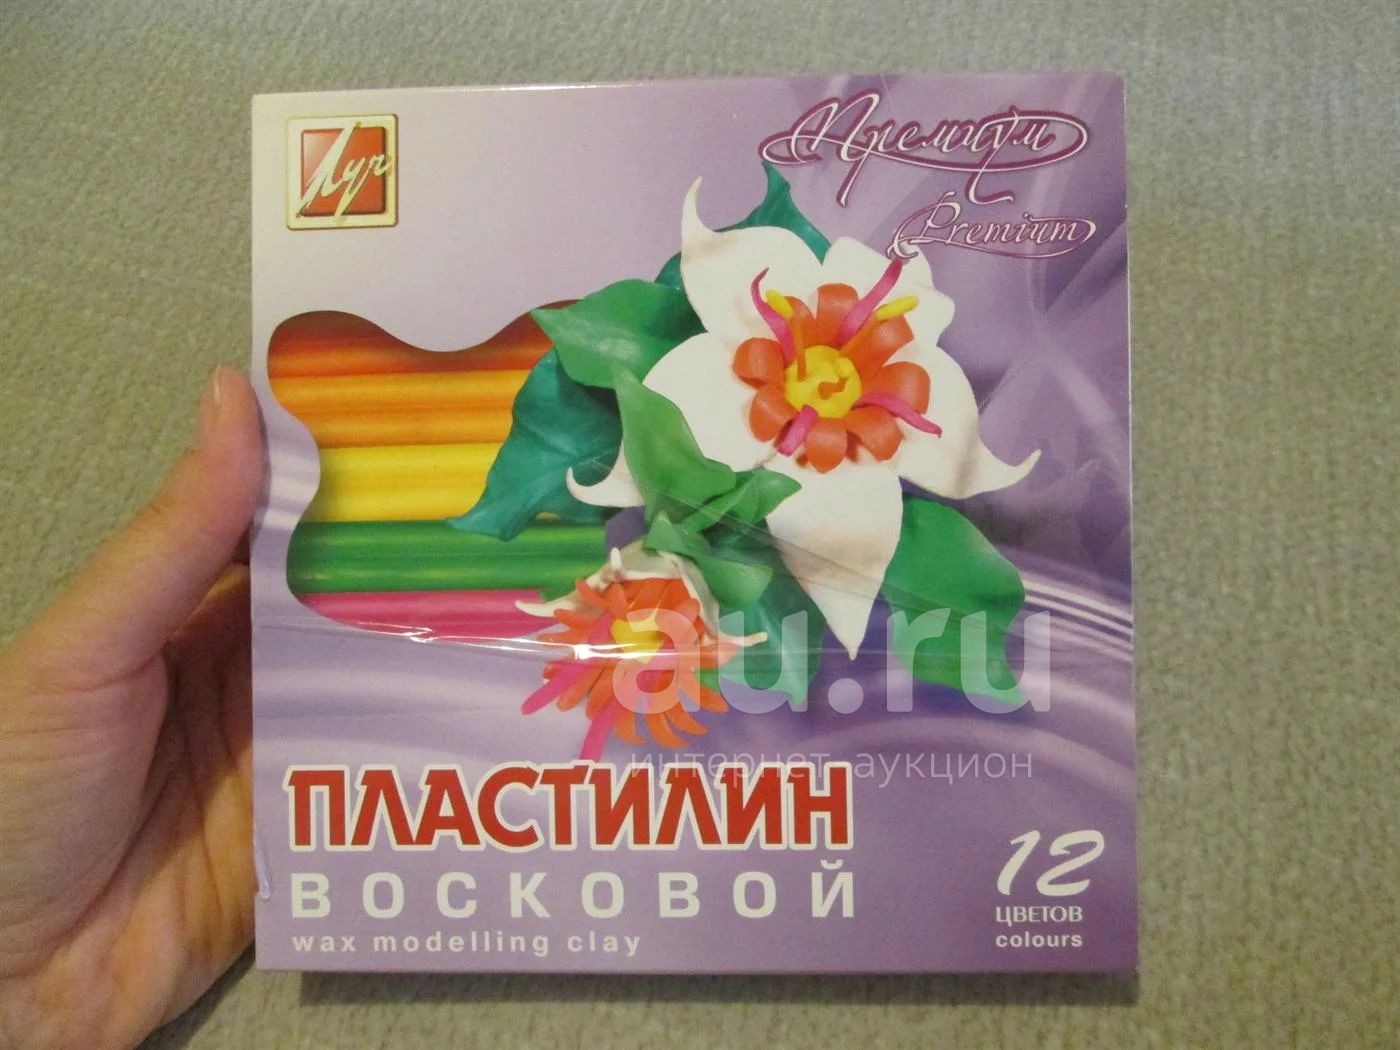 Луч
Премиум
Premium
au.ru
интернет аукцион
ПЛАСТИЛИН
ВОСКОВОЙ
wax modelling clay
12
ЦВЕТОВ
colours